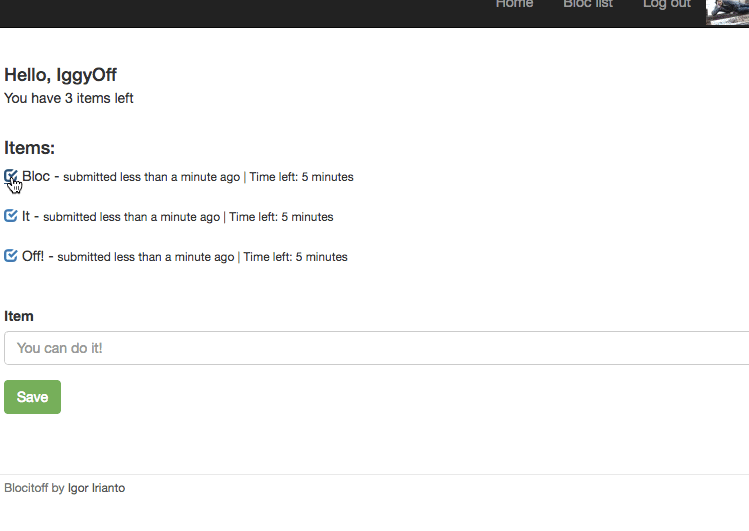 Home Bloc list Log out
Hello, IggyOff
You have 3 items left
Items:
Bloc - submitted less than a minute ago | Time left: 5 minutes
It - submitted less than a minute ago | Time left: 5 minutes
Off! - submitted less than a minute ago | Time left: 5 minutes
Item
You can do it!
Save
Blocitoff by Igor Irianto